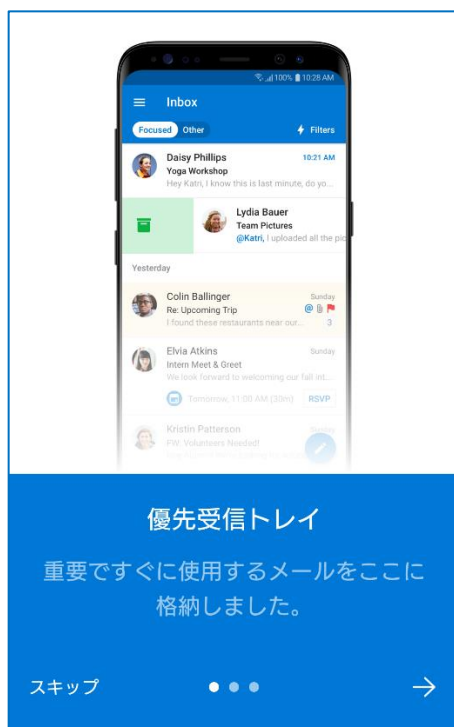 100% 10:28 AM
Inbox
Focused Other Filters
Daisy Phillips 10:21 AM
Yoga Workshop
Hey Katri, I know this is last minute, do yo...
Lydia Bauer
Team Pictures
@Katri, I uploaded all the pic
Yesterday
Colin Ballinger Sunday
Re: Upcoming Trip
I found these restaurants near our... 3
Elvia Atkins Sunday
Intern Meet & Greet
We look forward to welcoming our fall int...
Tomorrow, 11:00 AM (30m) RSVP
Kristin Patterson Sunday
FW: Volunteers Needed!
優先受信トレイ
重要ですぐに使用するメールをここに
格納しました。
スキップ